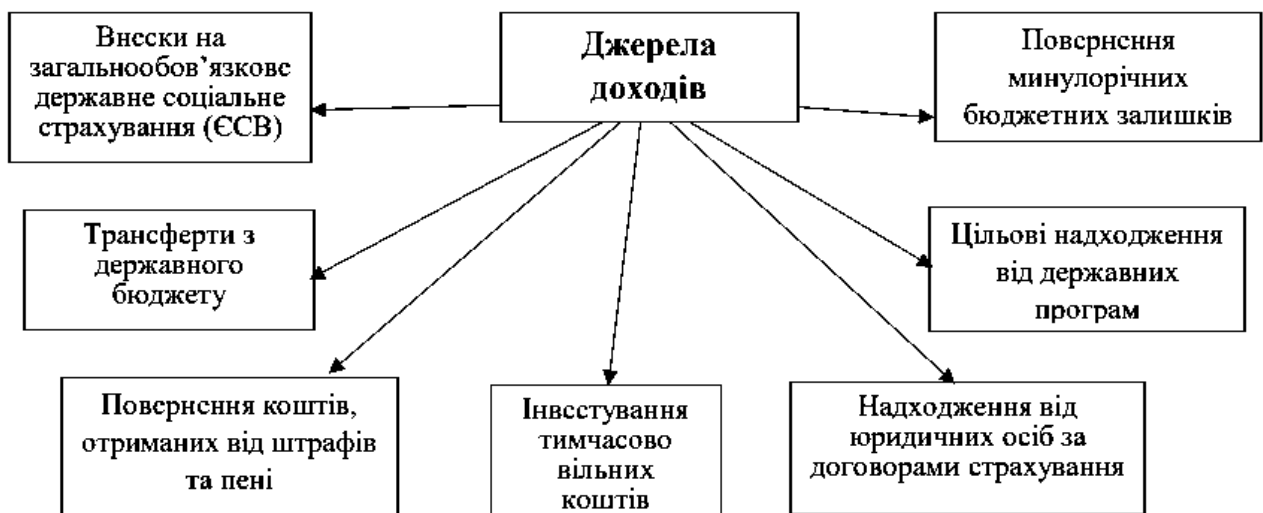 Внески на
загальнообов’язкове
державне соціальне
страхування (ЄСВ)
Джерела
доходів
Повернення
минулорічних
бюджетних залишків
Трансферти з
державного
бюджету
Цільові надходження
від державних
програм
Повернення коштів,
отриманих від штрафів
та пені
Інвестування
тимчасово
вільних
коштів
Надходження від
юридичних осіб за
договорами страхування